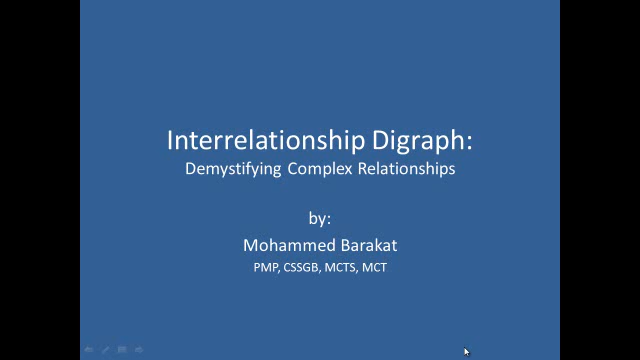 Interrelationship Digraph:
Demystifying Complex Relationships
by:
Mohammed Barakat
PMP, CSSGB, MCTS, MCT